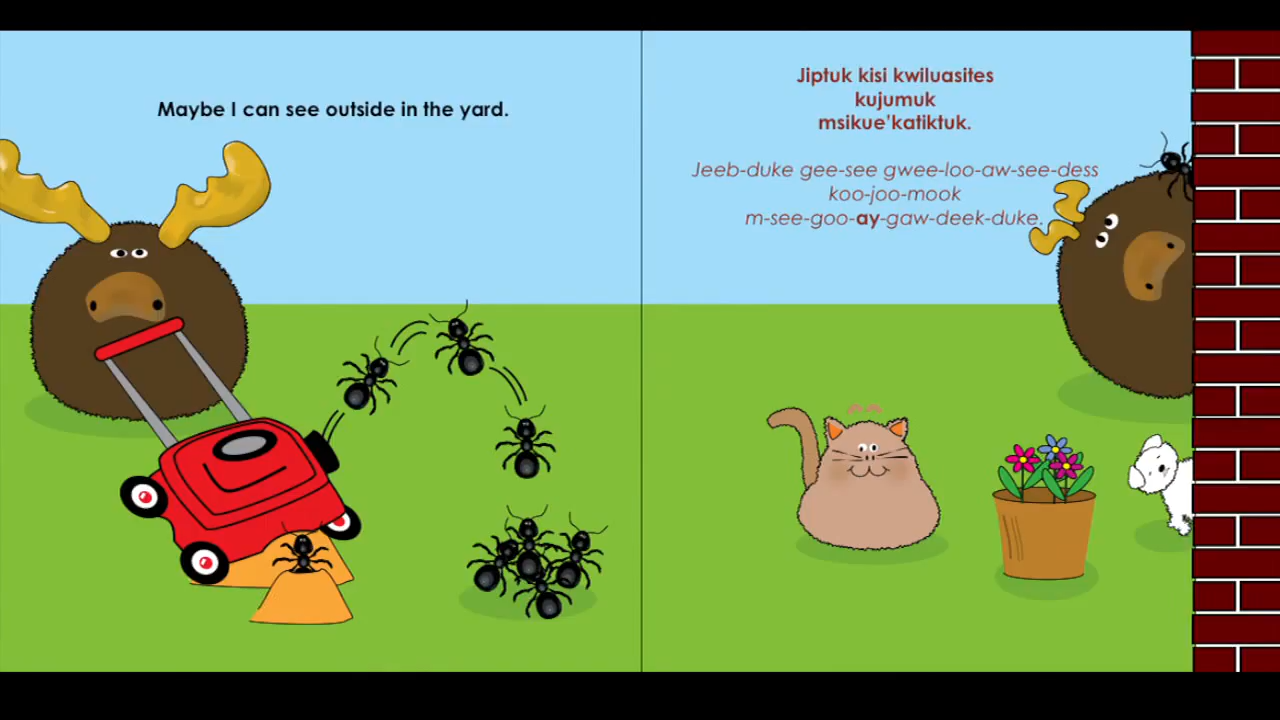 Maybe I can see outside in the yard.
Jiptuk kisi kwiluasites
kujumuk
msikue'katiktuk.
Jeeb-duke gee-see gwee-loo-aw-see-dess
koo-joo-mook
m-see-goo-ay-gaw-deek-duke.